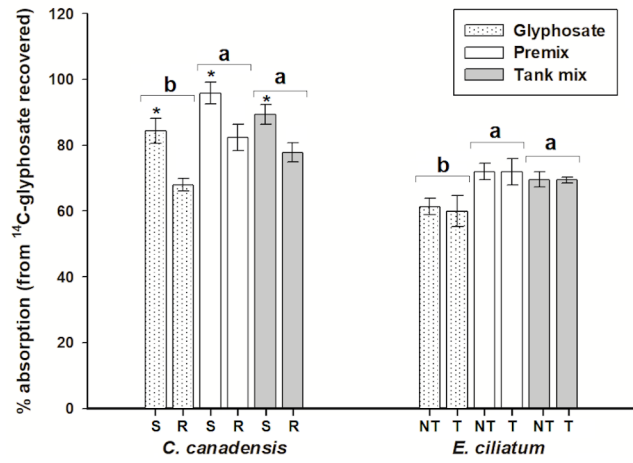 Glyphosate
Premix
Tank mix
% absorption (from ¹⁴C-glyphosate recovered)
120
100
80
60
40
20
0
b
a
a
*
*
*
b
a
a
S R S R S R
NT T NT T NT T
C. canadensis
E. ciliatum